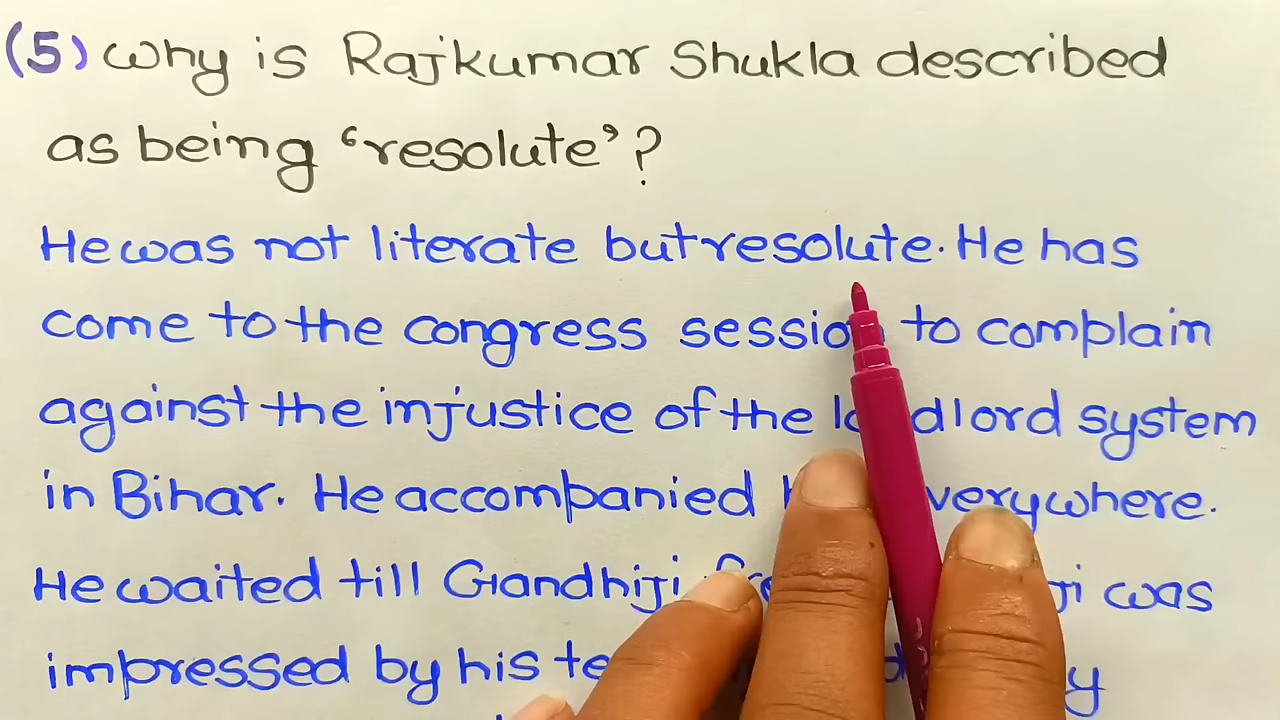 (5) Why is Rajkumar Shukla described
as being ‘resolute’?
He was not literate but resolute. He has
come to the congress session to complain
against the injustice of the landlord system
in Bihar. He accompanied everywhere.
He waited till Gandhiji was
impressed by his